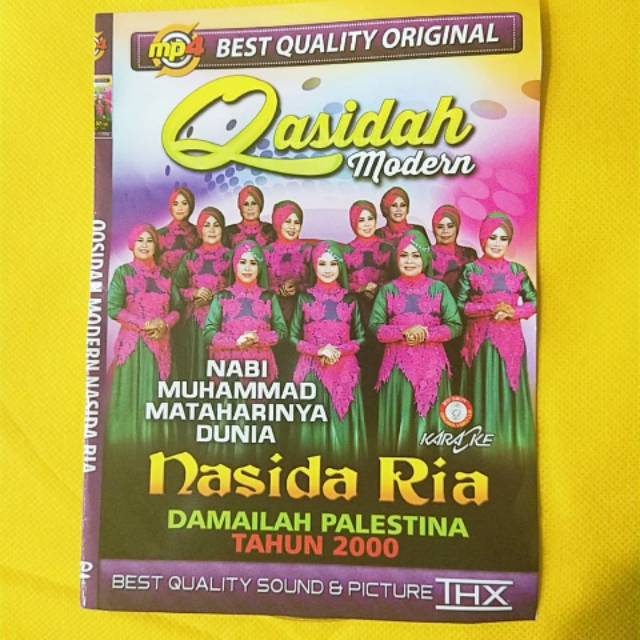 mp4 BEST QUALITY ORIGINAL
Qasidah
Modern
NABI
MUHAMMAD
MATAHARINYA
DUNIA
KARAOKE
Nasida Ria
DAMAILAH PALESTINA
TAHUN 2000
BEST QUALITY SOUND & PICTURE THX
QOSIDAH MODERN NASIDA RIA